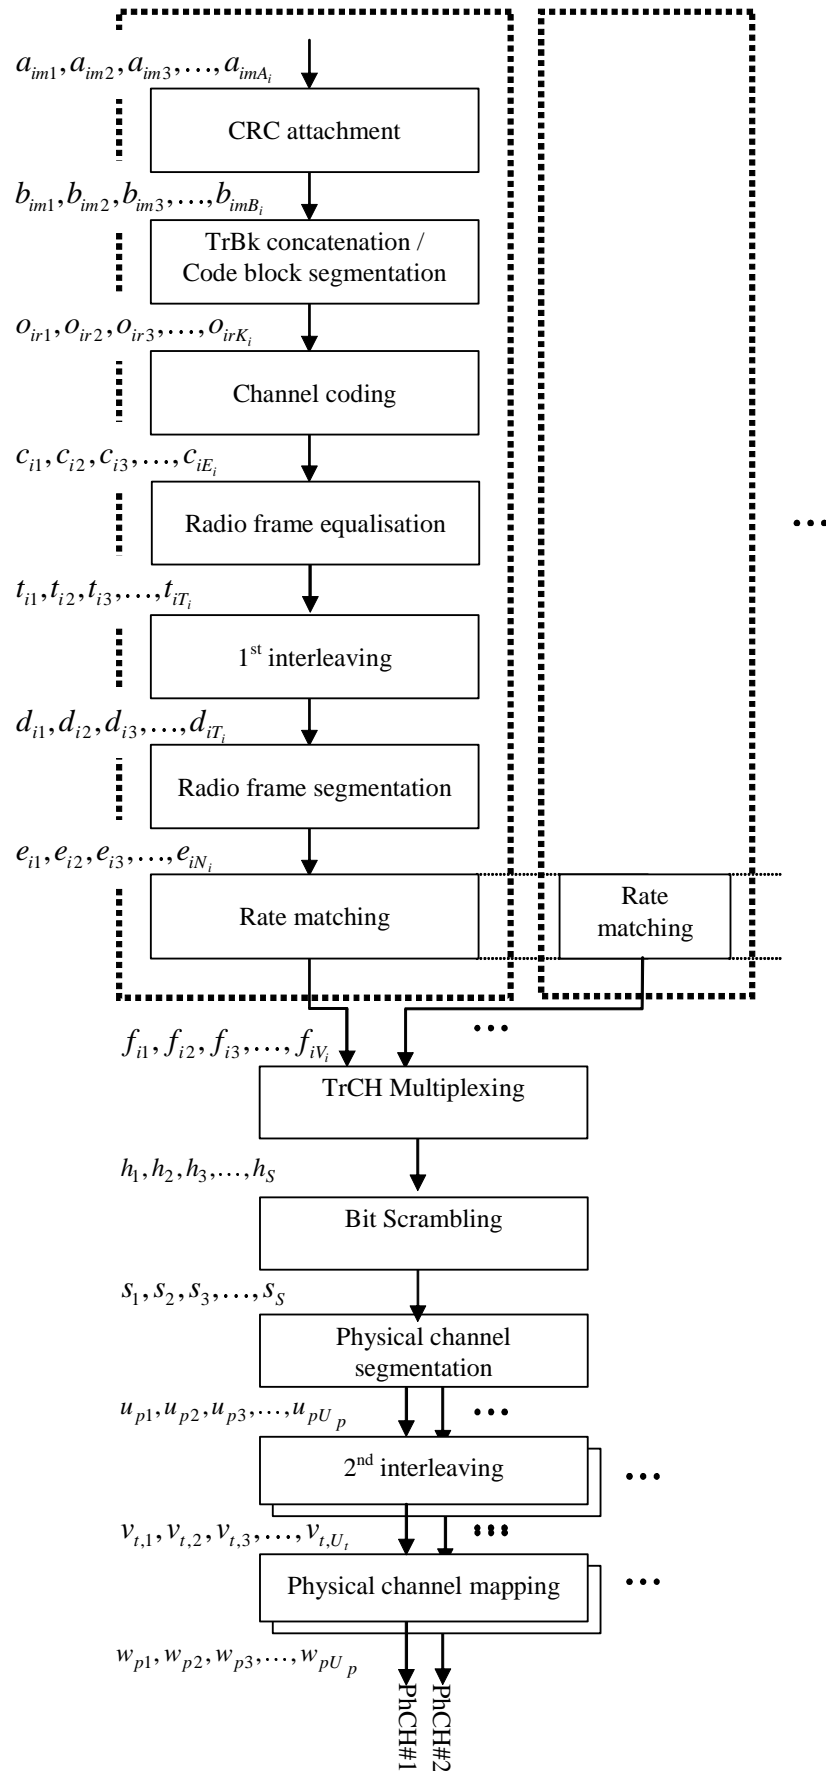 a_{im1}, a_{im2}, a_{im3}, …, a_{imA_i}
CRC attachment
b_{im1}, b_{im2}, b_{im3}, …, b_{imB_i}
TrBk concatenation /
Code block segmentation
o_{ir1}, o_{ir2}, o_{ir3}, …, o_{irK_i}
Channel coding
c_{i1}, c_{i2}, c_{i3}, …, c_{iE_i}
Radio frame equalisation
…
t_{i1}, t_{i2}, t_{i3}, …, t_{iT_i}
1^{st} interleaving
d_{i1}, d_{i2}, d_{i3}, …, d_{iT_i}
Radio frame segmentation
e_{i1}, e_{i2}, e_{i3}, …, e_{iN_i}
Rate matching
Rate
matching
…
f_{i1}, f_{i2}, f_{i3}, …, f_{iV_i}
TrCH Multiplexing
h_1, h_2, h_3, …, h_S
Bit Scrambling
s_1, s_2, s_3, …, s_S
Physical channel
segmentation
u_{p1}, u_{p2}, u_{p3}, …, u_{pU_p}
…
2^{nd} interleaving
…
v_{t,1}, v_{t,2}, v_{t,3}, …, v_{t,U_t}
…
Physical channel mapping
…
w_{p1}, w_{p2}, w_{p3}, …, w_{pU_p}
PhCH#1
PhCH#2